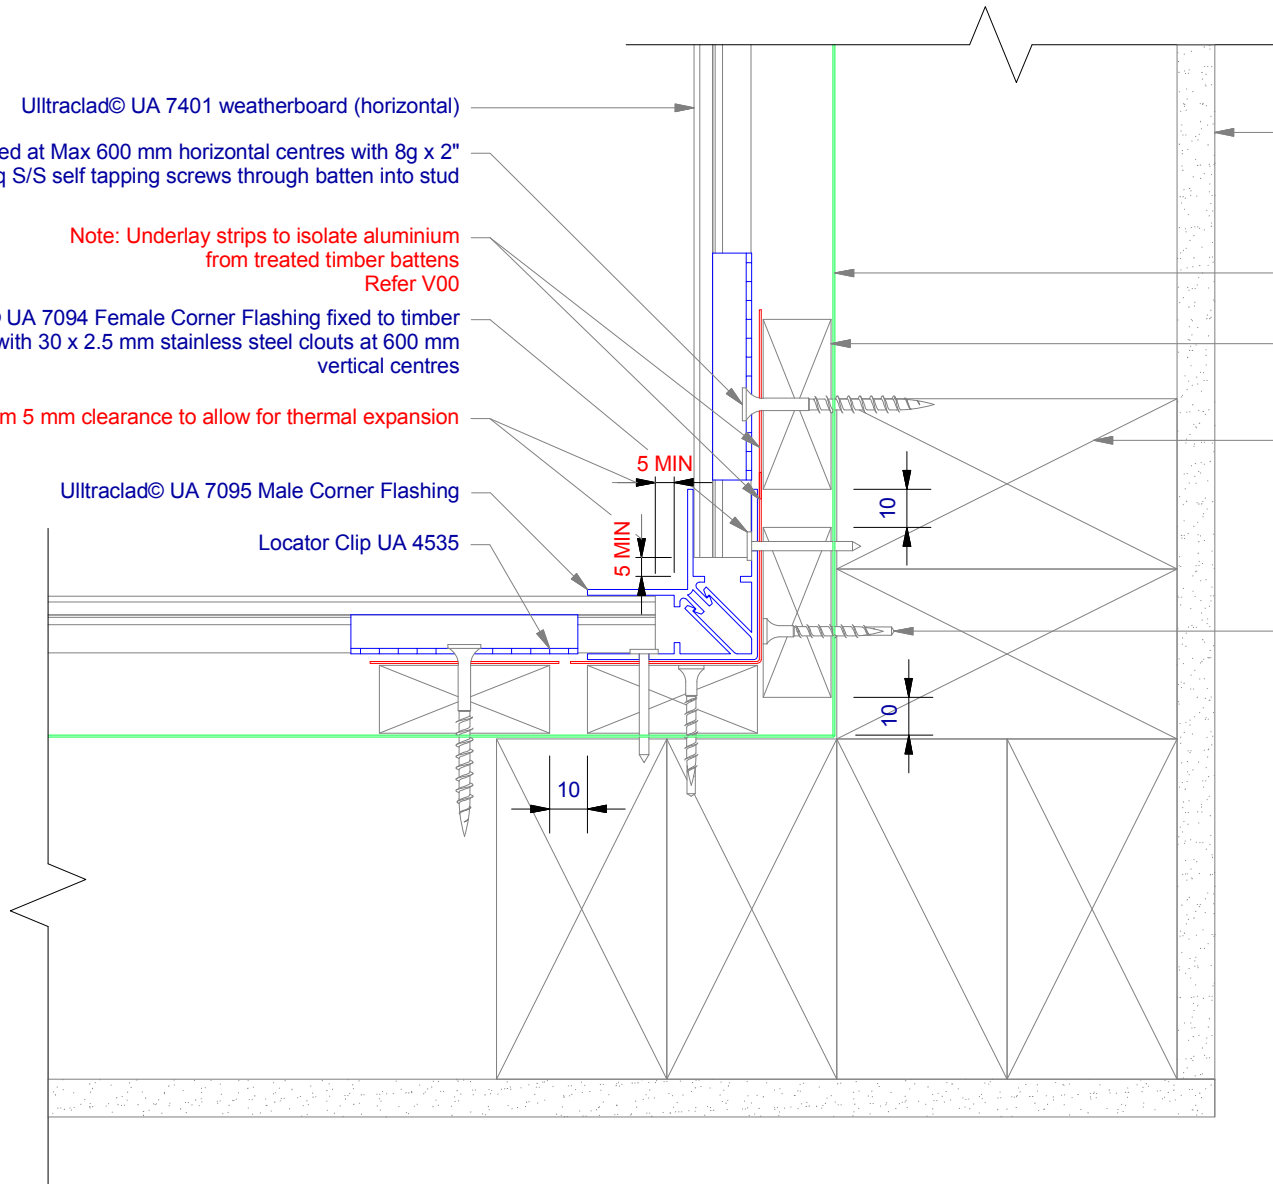 Ulltraclad© UA 7401 weatherboard (horizontal)
ed at Max 600 mm horizontal centres with 8g x 2"
q S/S self tapping screws through batten into stud
Note: Underlay strips to isolate aluminium
from treated timber battens
Refer V00
UA 7094 Female Corner Flashing fixed to timber
with 30 x 2.5 mm stainless steel clouts at 600 mm
vertical centres
m 5 mm clearance to allow for thermal expansion
5 MIN
Ulltraclad© UA 7095 Male Corner Flashing
10
Locator Clip UA 4535
5 MIN
10
10